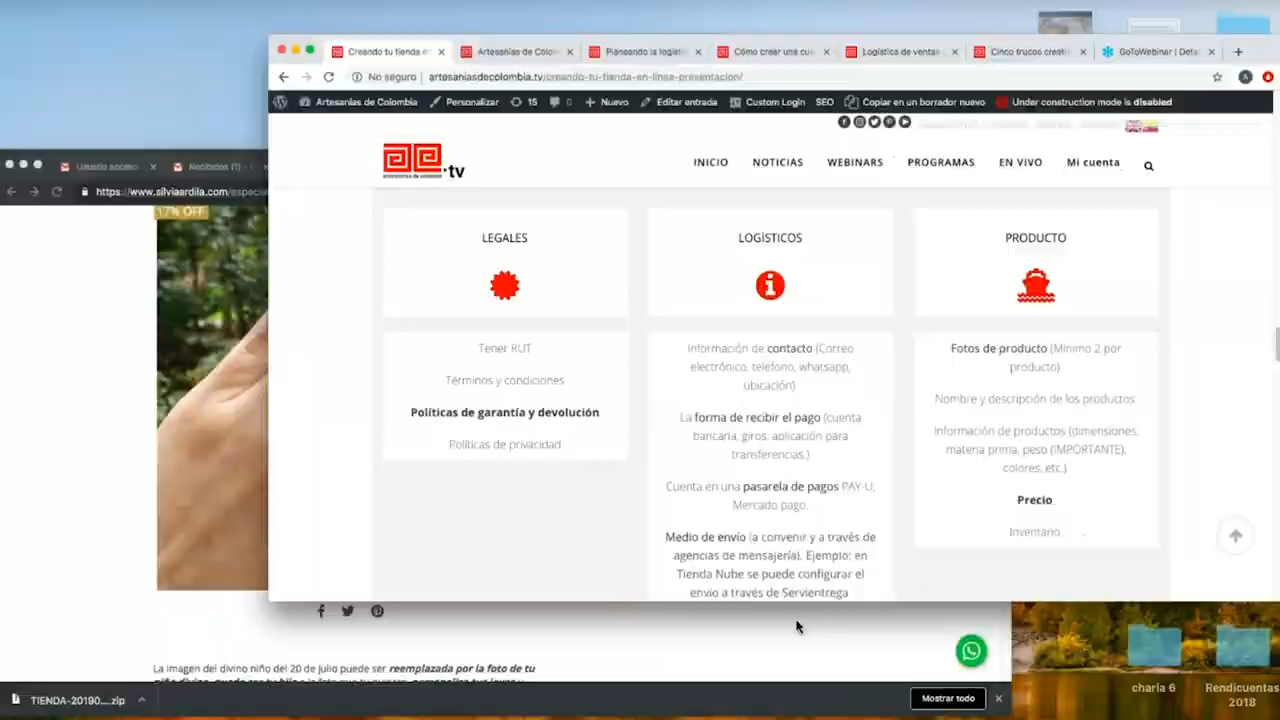 Creando tu tienda en
Artesanías de Colom
Planeando la logísti
Cómo crear una cue
Logística de ventas
Cinco trucos creati
GoToWebinar | Deta
No seguro | artesaniasdecolombia.tv/creando-tu-tienda-en-linea-presentacion/
Artesanías de Colombia
Personalizar
15
0
Nuevo
Editar entrada
Custom Login
SEO
Copiar en un borrador nuevo
Under construction mode is disabled
.tv
INICIO
NOTICIAS
WEBINARS
PROGRAMAS
EN VIVO
Mi cuenta
Usuario acceso
Recibidos (1) -
https://www.silviaardila.com/especial
17% OFF
LEGALES
Tener RUT
Términos y condiciones
Políticas de garantía y devolución
Políticas de privacidad
LOGÍSTICOS
Información de contacto (Correo
electrónico, teléfono, whatsapp,
ubicación)
La forma de recibir el pago (cuenta
bancaria, giros, aplicación para
transferencias.)
Cuenta en una pasarela de pagos PAY-U,
Mercado pago.
Medio de envío (a convenir y a través de
agencias de mensajería). Ejemplo: en
Tienda Nube se puede configurar el
envío a través de Servientrega
PRODUCTO
Fotos de producto (Mínimo 2 por
producto)
Nombre y descripción de los productos
Información de productos (dimensiones,
materia prima, peso (IMPORTANTE),
colores, etc.)
Precio
Inventario
La imagen del divino niño del 20 de julio puede ser reemplazada por la foto de tu
TIENDA-20190....zip
Mostrar todo
charla 6
Rendicuentas
2018